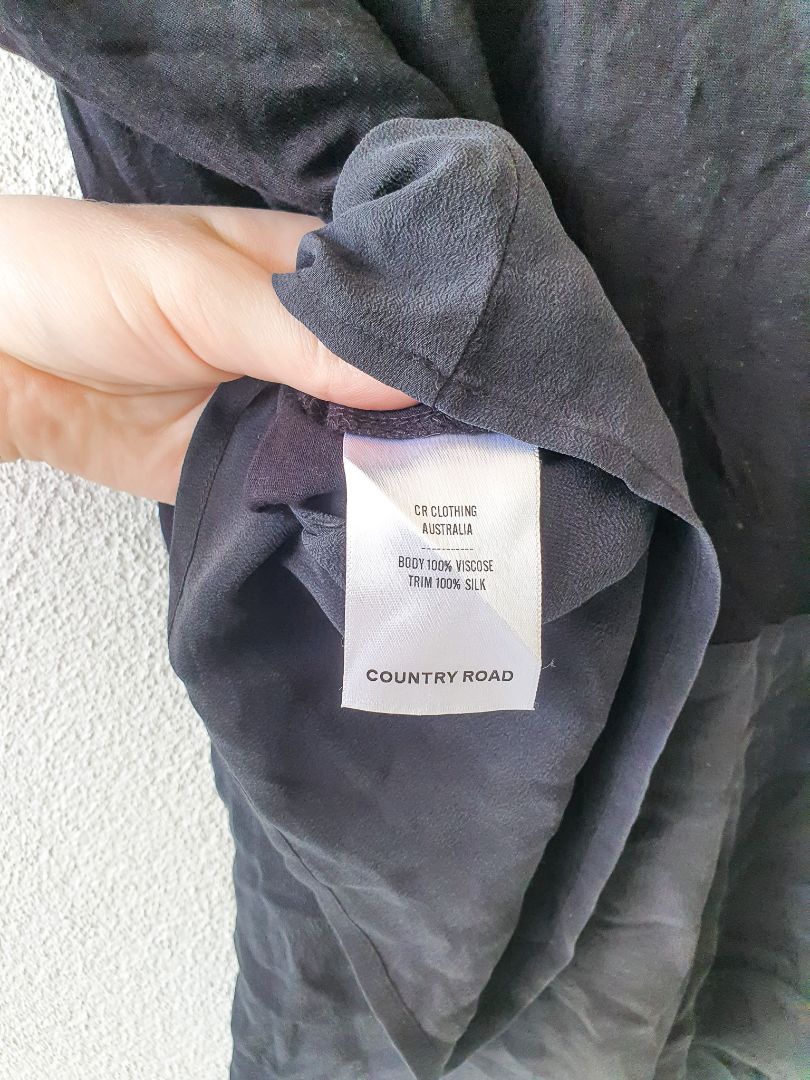 CR CLOTHING
AUSTRALIA
-----------
BODY 100% VISCOSE
TRIM 100% SILK
COUNTRY ROAD